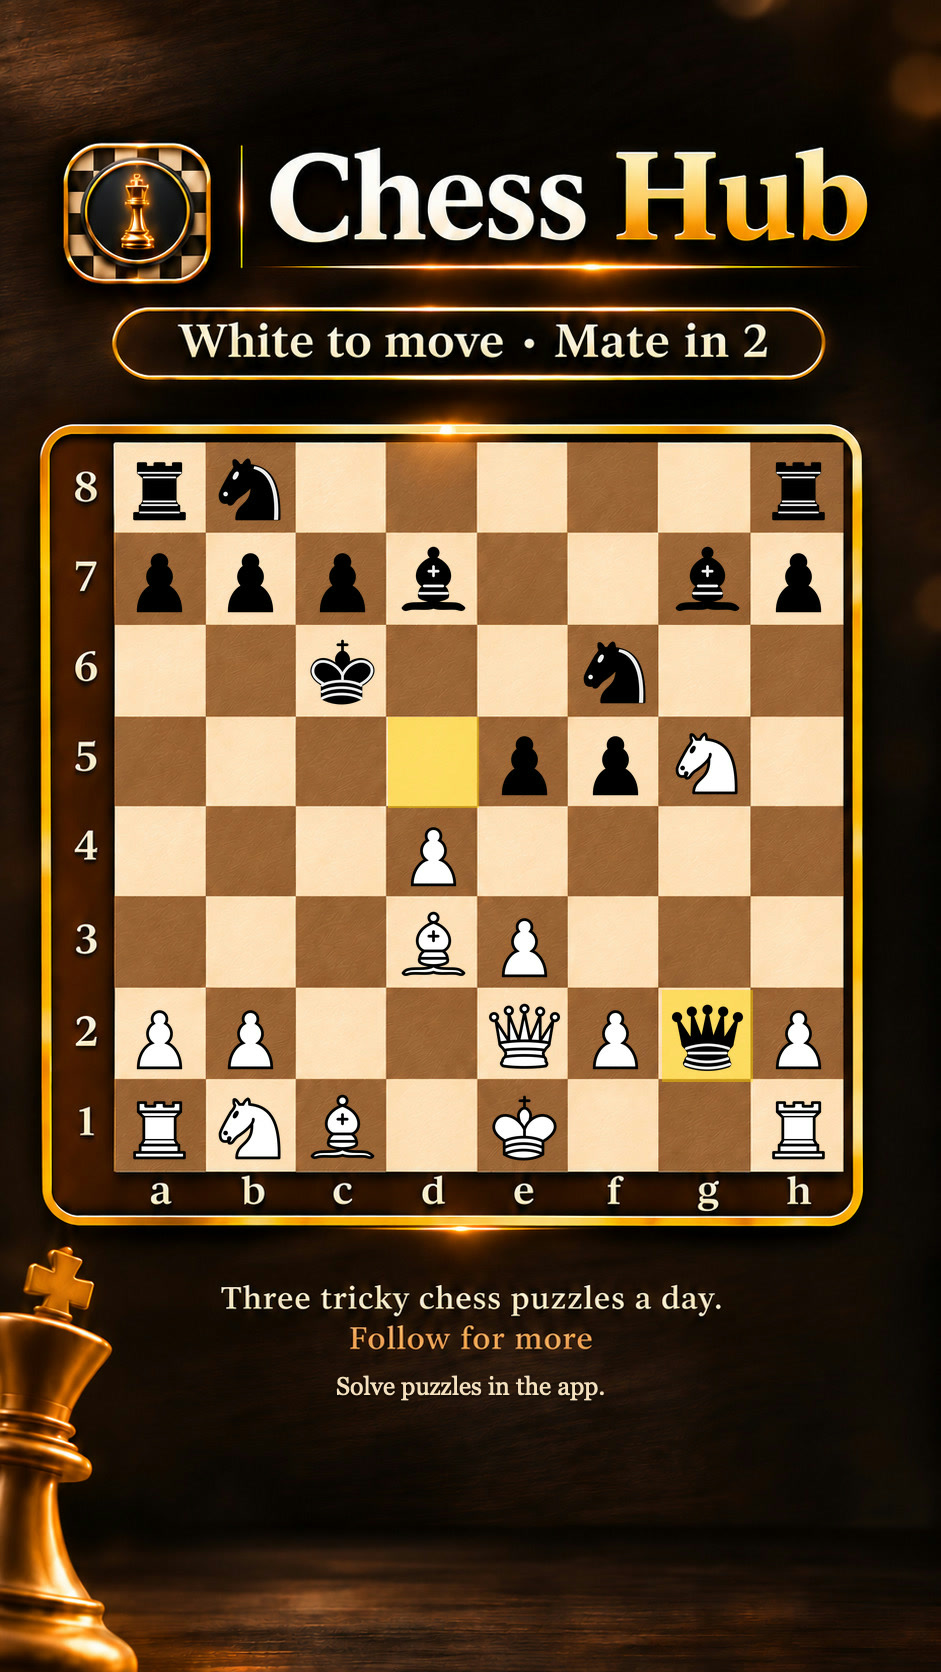 Chess Hub
White to move • Mate in 2
8
7
6
5
4
3
2
1
a b c d e f g h
Three tricky chess puzzles a day.
Follow for more
Solve puzzles in the app.